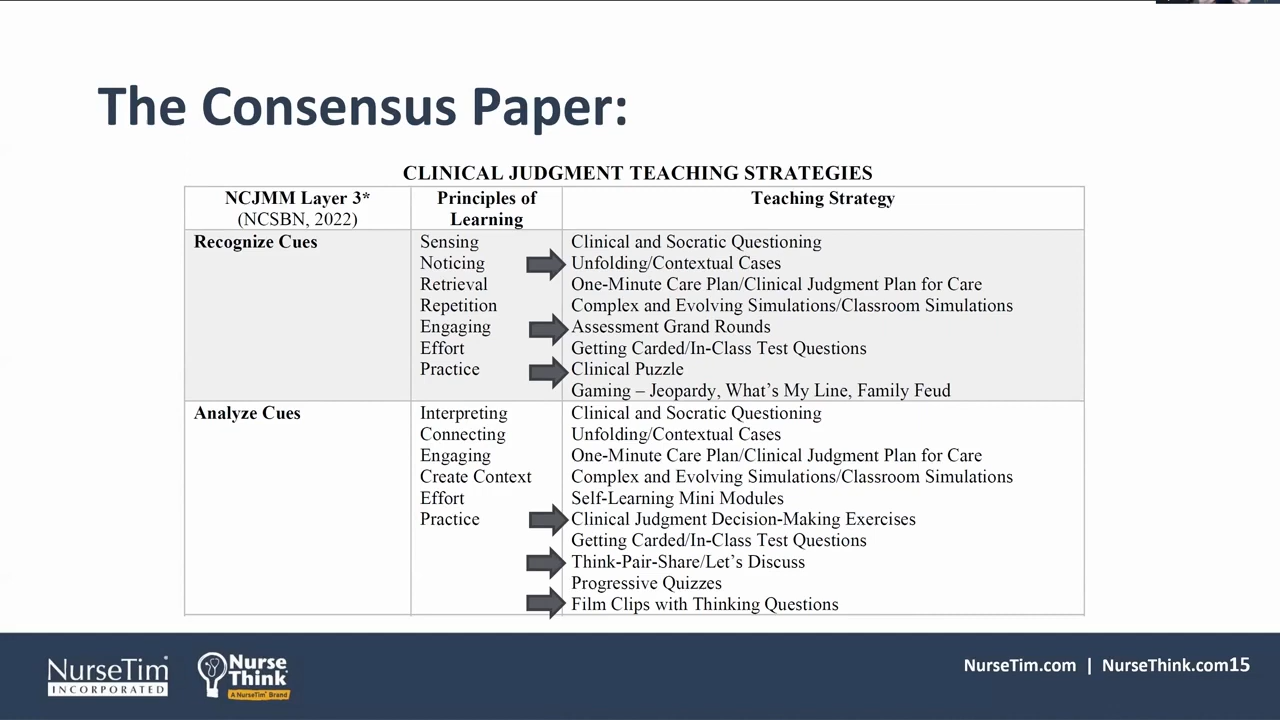 The Consensus Paper:
CLINICAL JUDGMENT TEACHING STRATEGIES
NCJMM Layer 3*
(NCSBN, 2022)
Principles of
Learning
Teaching Strategy
Recognize Cues
Sensing
Noticing
Retrieval
Repetition
Engaging
Effort
Practice
Clinical and Socratic Questioning
Unfolding/Contextual Cases
One-Minute Care Plan/Clinical Judgment Plan for Care
Complex and Evolving Simulations/Classroom Simulations
Assessment Grand Rounds
Getting Carded/In-Class Test Questions
Clinical Puzzle
Gaming – Jeopardy, What's My Line, Family Feud
Analyze Cues
Interpreting
Connecting
Engaging
Create Context
Effort
Practice
Clinical and Socratic Questioning
Unfolding/Contextual Cases
One-Minute Care Plan/Clinical Judgment Plan for Care
Complex and Evolving Simulations/Classroom Simulations
Self-Learning Mini Modules
Clinical Judgment Decision-Making Exercises
Getting Carded/In-Class Test Questions
Think-Pair-Share/Let's Discuss
Progressive Quizzes
Film Clips with Thinking Questions
NurseTim®
INCORPORATED
Nurse
Think®
A NurseTim® Brand
NurseTim.com | NurseThink.com15